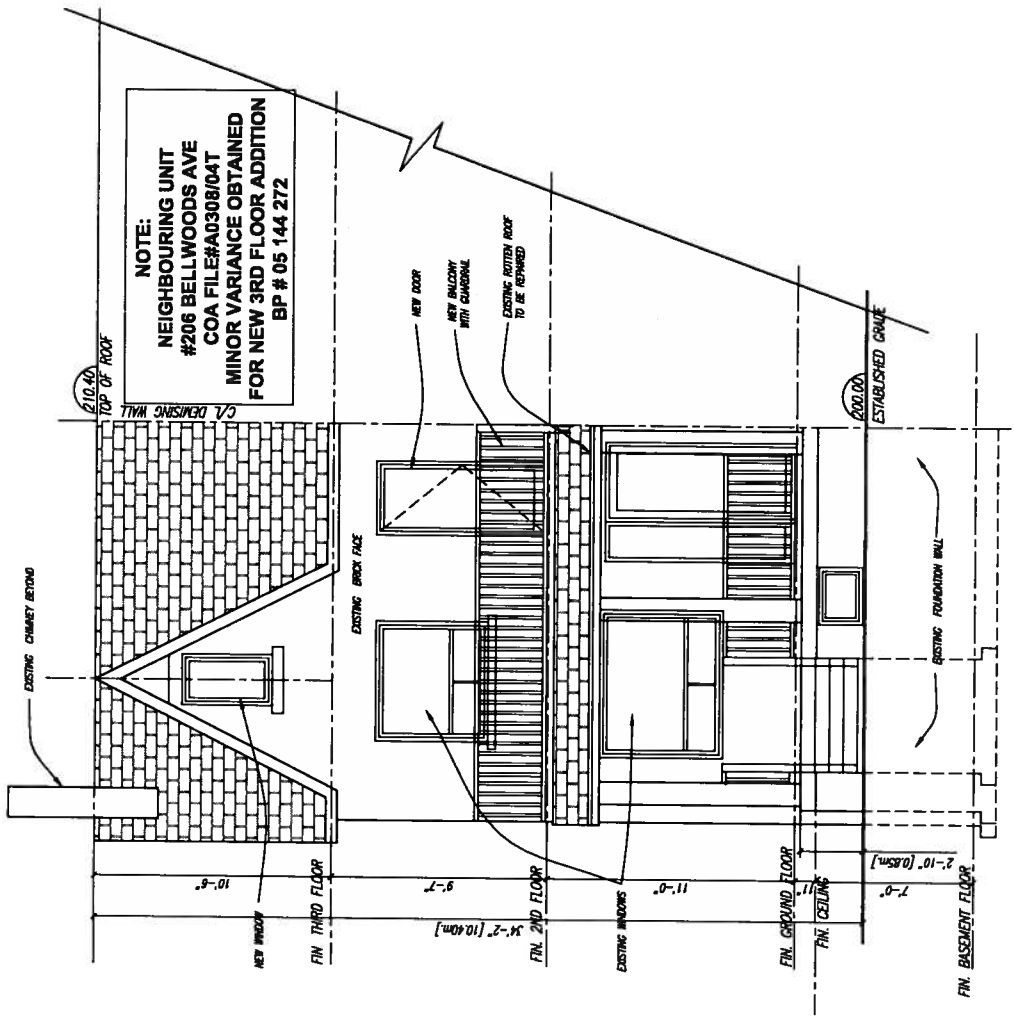 NOTE:
NEIGHBOURING UNIT
#206 BELLWOODS AVE
COA FILE#A0308/04T
MINOR VARIANCE OBTAINED
FOR NEW 3RD FLOOR ADDITION
BP # 05 144 272
210.40
TOP OF ROOF
C/L DEMISING WALL
EXISTING CHIMNEY BEYOND
NEW DOOR
NEW BALCONY
WITH GUARDRAIL
EXISTING ROTTEN ROOF
TO BE REPAIRED
EXISTING BRICK FACE
200.00
ESTABLISHED GRADE
EXISTING FOUNDATION WALL
NEW WINDOW
EXISTING WINDOWS
10'-6"
FIN THIRD FLOOR
9'-7"
34'-2" [10.40m.]
FIN. 2ND FLOOR
11'-0"
FIN. GROUND FLOOR
11"
FIN. CEILING
2'-10" [0.85m.]
7'-0"
FIN. BASEMENT FLOOR